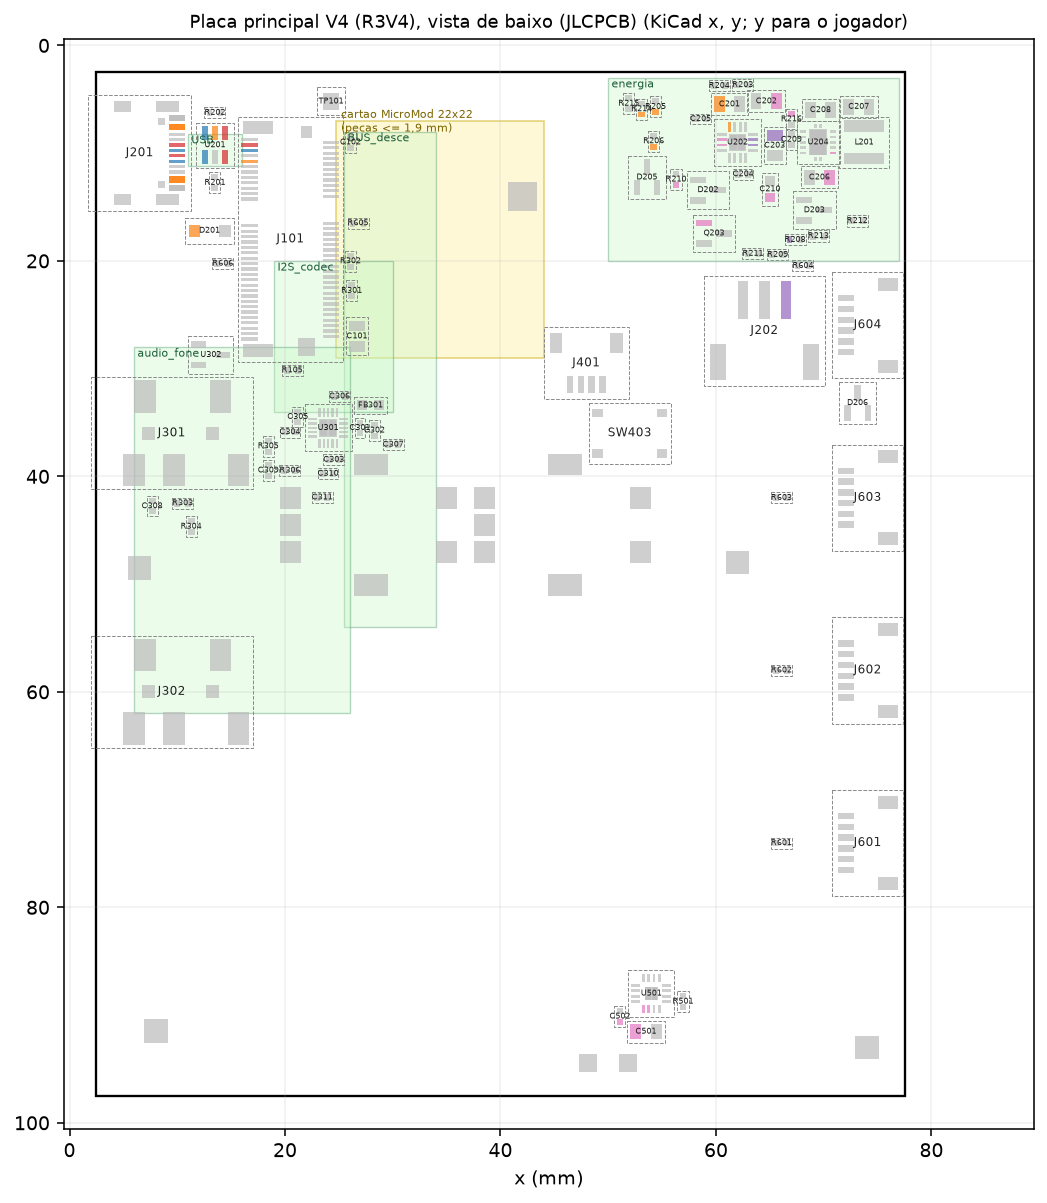 Placa principal V4 (R3V4), vista de baixo (JLCPCB) (KiCad x, y; y para o jogador)
0
energia
TP101
R204
R203
R215
R214
R205
C201
C202
C208
C207
R202
cartao MicroMod 22x22
(pecas <= 1,9 mm)
C205
R216
J201
USB
U201
BUS_desce
C102
R206
U202
C203
C209
U204
L201
R201
D205
R210
D202
C204
C210
C206
D203
D201
J101
R605
Q203
R212
R208
R213
20
R606
R302
I2S_codec
R211
R209
R604
R301
J202
J604
C101
audio_fone
U302
J401
R105
J301
C306
FB301
C305
C304
U301
C301
C302
C307
SW403
D206
R305
C303
C309
R306
C310
40
C308
R303
C311
R304
R603
J603
J302
R602
J602
60
R601
J601
80
U501
R501
C502
C501
100
0
20
40
60
80
x (mm)